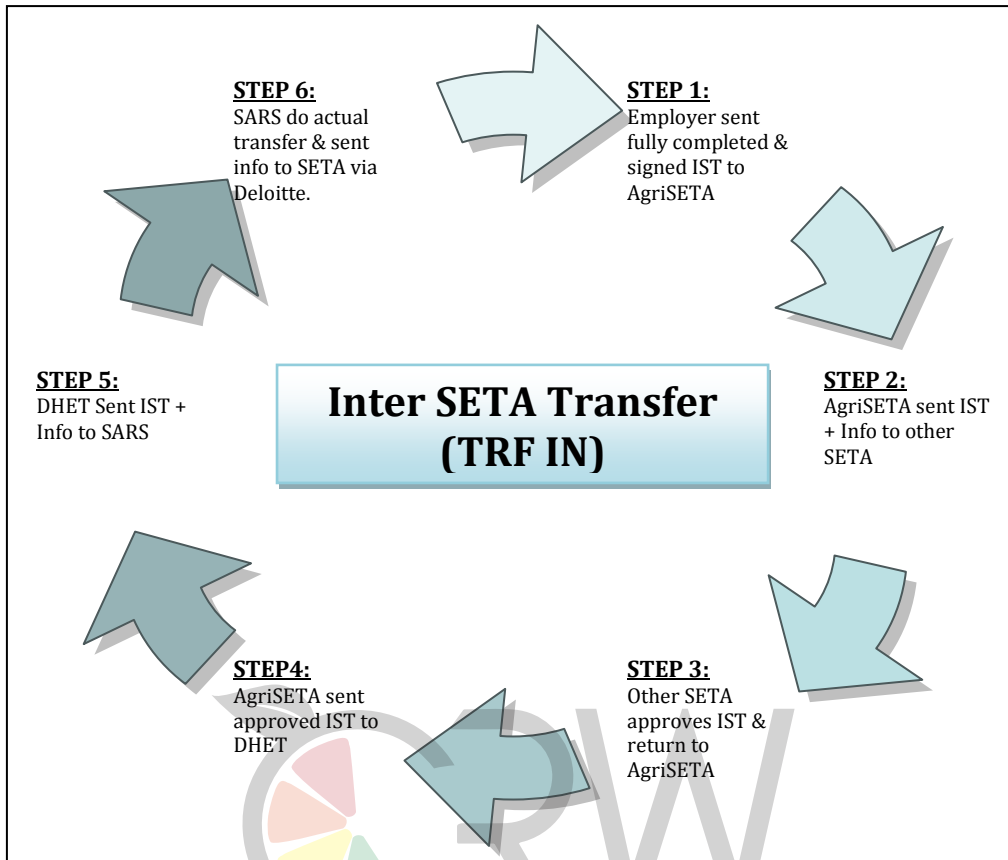 STEP 1:
Employer sent
fully completed &
signed IST to
AgriSETA
STEP 2:
AgriSETA sent IST
+ Info to other
SETA
STEP 3:
Other SETA
approves IST &
return to
AgriSETA
STEP4:
AgriSETA sent
approved IST to
DHET
STEP 5:
DHET Sent IST +
Info to SARS
STEP 6:
SARS do actual
transfer & sent
info to SETA via
Deloitte.
Inter SETA Transfer
(TRF IN)
RW